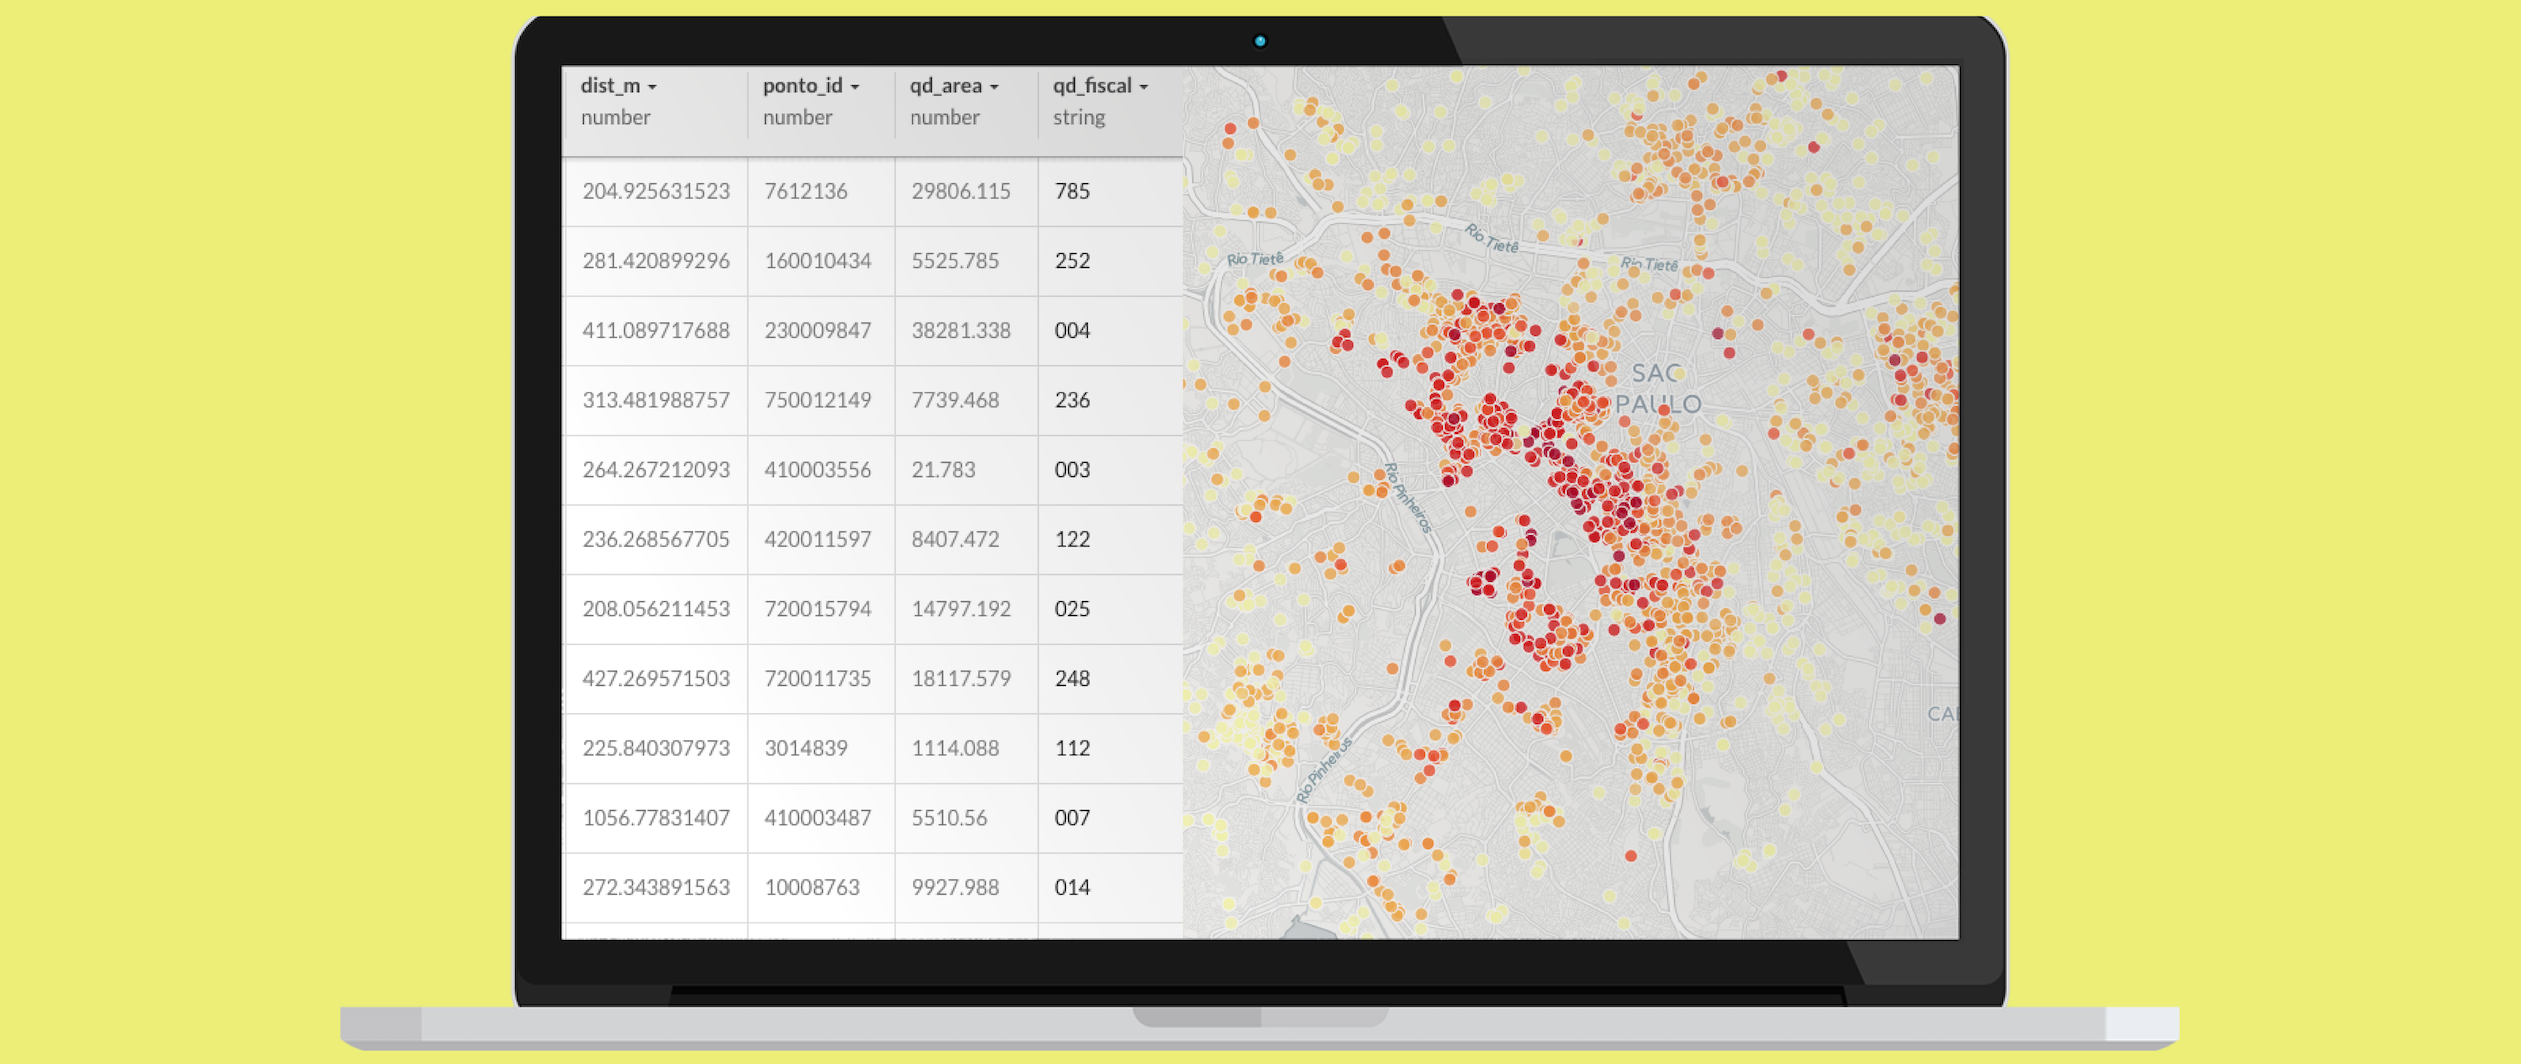 dist_m ponto_id qd_area qd_fiscal
number number number string
204.925631523 7612136 29806.115 785
281.420899296 160010434 5525.785 252
411.089717688 230009847 38281.338 004
313.481988757 750012149 7739.468 236
264.267212093 410003556 21.783 003
236.268567705 420011597 8407.472 122
208.056211453 720015794 14797.192 025
427.269571503 720011735 18117.579 248
225.840307973 3014839 1114.088 112
1056.77831407 410003487 5510.56 007
272.343891563 10008763 9927.988 014
Rio Tietê
Rio Tietê
Rio Tietê
SAC
PAULO
Rio Pinheiros
CAI
Rio Pinheiros